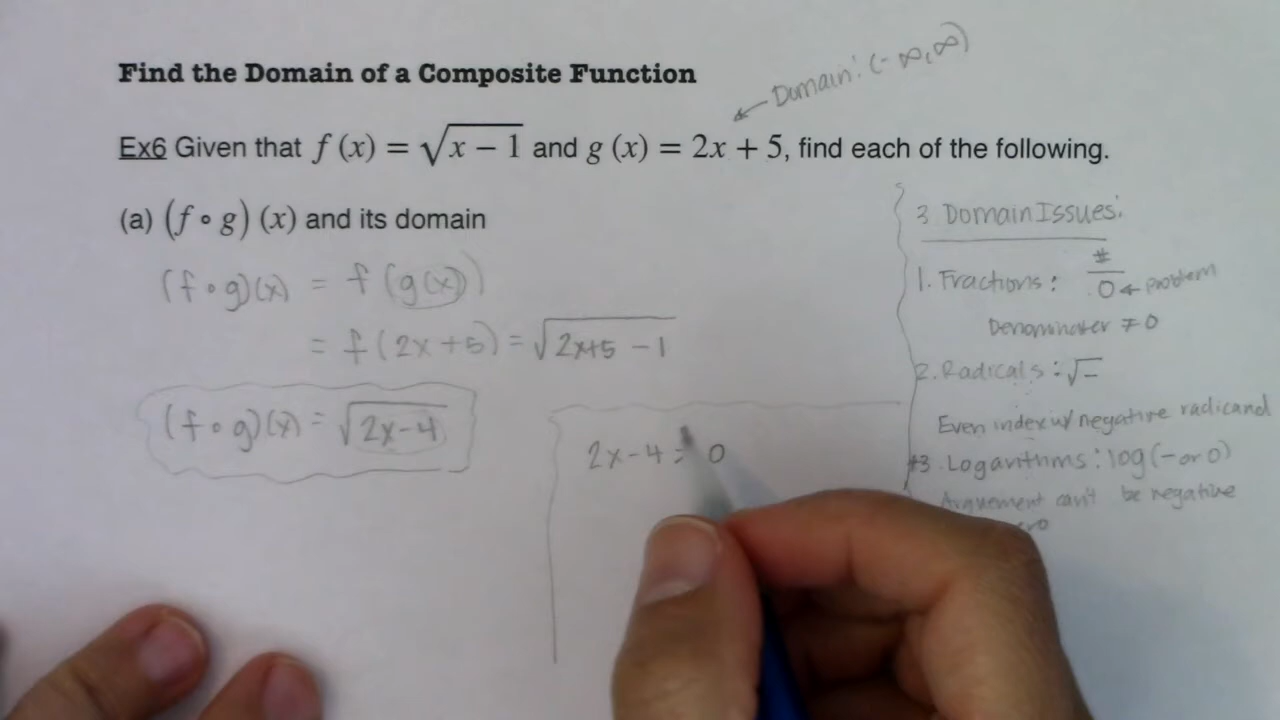 Find the Domain of a Composite Function
Domain: (-∞,∞)
Ex6 Given that f (x) = √x − 1 and g (x) = 2x + 5, find each of the following.
(a) (f ∘ g) (x) and its domain
(f∘g)(x) = f(g(x))
= f(2x+5) = √2x+5 -1
(f∘g)(x) = √2x-4
2x-4 = 0
3 Domain Issues:
1. Fractions: #/0 ← problem
Denominater ≠ 0
2. Radicals: √-
Even index w/ negative radicand
*3. Logarithms: log(- or 0)
Arguement can't be negative